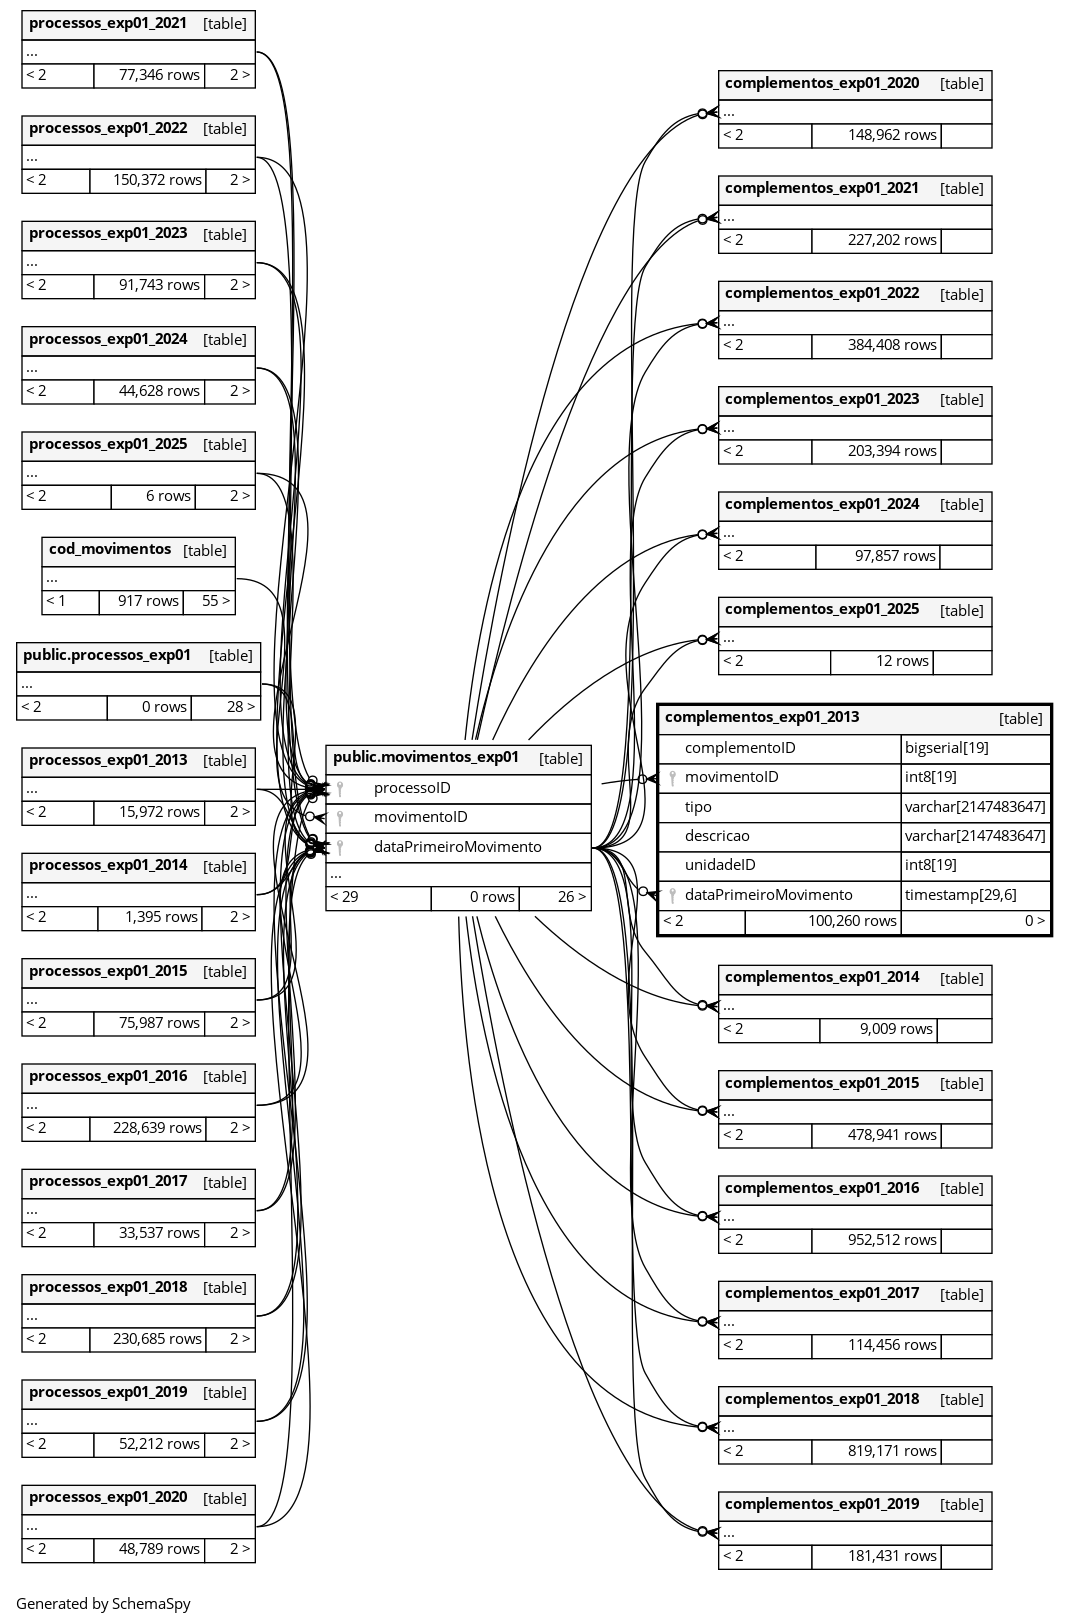 processos_exp01_2021 [table]
...
< 2 77,346 rows 2 >
processos_exp01_2022 [table]
...
< 2 150,372 rows 2 >
processos_exp01_2023 [table]
...
< 2 91,743 rows 2 >
processos_exp01_2024 [table]
...
< 2 44,628 rows 2 >
processos_exp01_2025 [table]
...
< 2 6 rows 2 >
cod_movimentos [table]
...
< 1 917 rows 55 >
public.processos_exp01 [table]
...
< 2 0 rows 28 >
processos_exp01_2013 [table]
...
< 2 15,972 rows 2 >
processos_exp01_2014 [table]
...
< 2 1,395 rows 2 >
processos_exp01_2015 [table]
...
< 2 75,987 rows 2 >
processos_exp01_2016 [table]
...
< 2 228,639 rows 2 >
processos_exp01_2017 [table]
...
< 2 33,537 rows 2 >
processos_exp01_2018 [table]
...
< 2 230,685 rows 2 >
processos_exp01_2019 [table]
...
< 2 52,212 rows 2 >
processos_exp01_2020 [table]
...
< 2 48,789 rows 2 >
public.movimentos_exp01 [table]
processoID
movimentoID
dataPrimeiroMovimento
...
< 29 0 rows 26 >
complementos_exp01_2020 [table]
...
< 2 148,962 rows
complementos_exp01_2021 [table]
...
< 2 227,202 rows
complementos_exp01_2022 [table]
...
< 2 384,408 rows
complementos_exp01_2023 [table]
...
< 2 203,394 rows
complementos_exp01_2024 [table]
...
< 2 97,857 rows
complementos_exp01_2025 [table]
...
< 2 12 rows
complementos_exp01_2013 [table]
complementoID bigserial[19]
movimentoID int8[19]
tipo varchar[2147483647]
descricao varchar[2147483647]
unidadeID int8[19]
dataPrimeiroMovimento timestamp[29,6]
< 2 100,260 rows 0 >
complementos_exp01_2014 [table]
...
< 2 9,009 rows
complementos_exp01_2015 [table]
...
< 2 478,941 rows
complementos_exp01_2016 [table]
...
< 2 952,512 rows
complementos_exp01_2017 [table]
...
< 2 114,456 rows
complementos_exp01_2018 [table]
...
< 2 819,171 rows
complementos_exp01_2019 [table]
...
< 2 181,431 rows
Generated by SchemaSpy